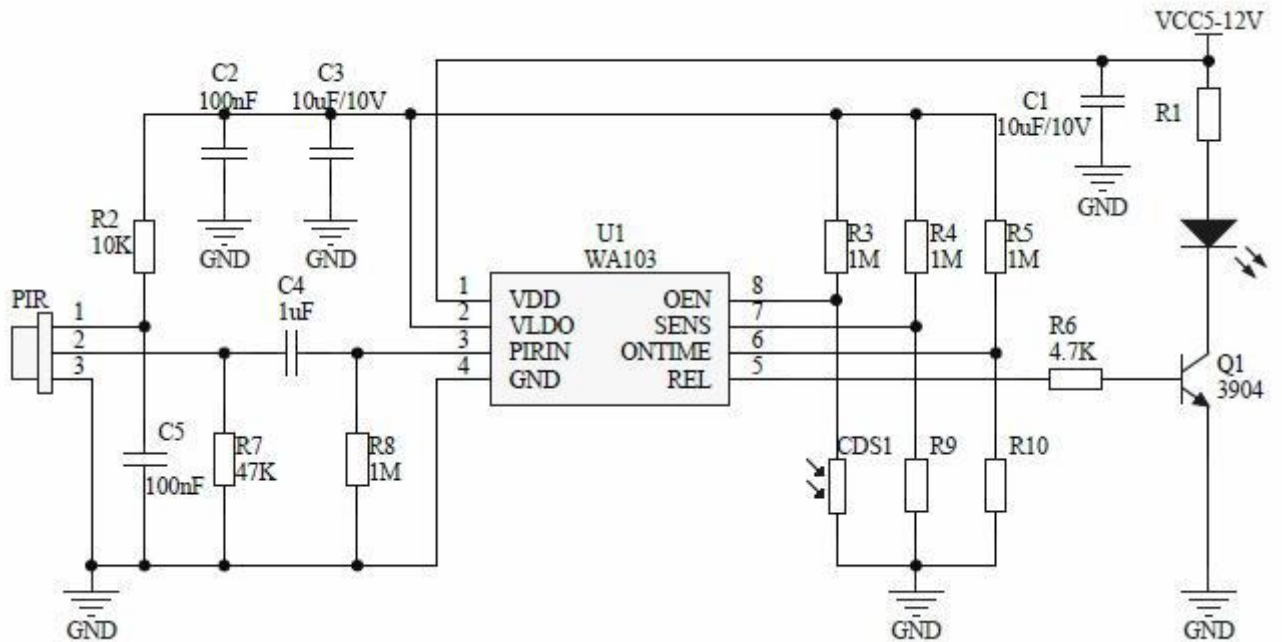 VCC5-12V
C2
100nF
C3
10uF/10V
C1
10uF/10V
R1
GND
R2
10K
GND
GND
U1
WA103
R3
1M
R4
1M
R5
1M
PIR
1
2
3
C4
1uF
1
2
3
4
VDD
VLDO
PIRIN
GND
OEN
SENS
ONTIME
REL
8
7
6
5
R6
4.7K
Q1
3904
C5
100nF
R7
47K
R8
1M
CDS1
R9
R10
GND
GND
GND